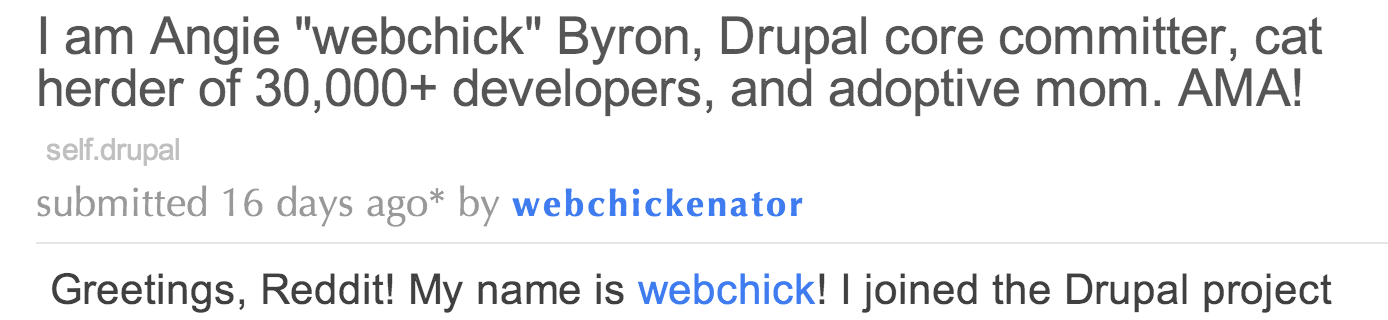 I am Angie "webchick" Byron, Drupal core committer, cat
herder of 30,000+ developers, and adoptive mom. AMA!
self.drupal
submitted 16 days ago* by webchickenator
Greetings, Reddit! My name is webchick! I joined the Drupal project